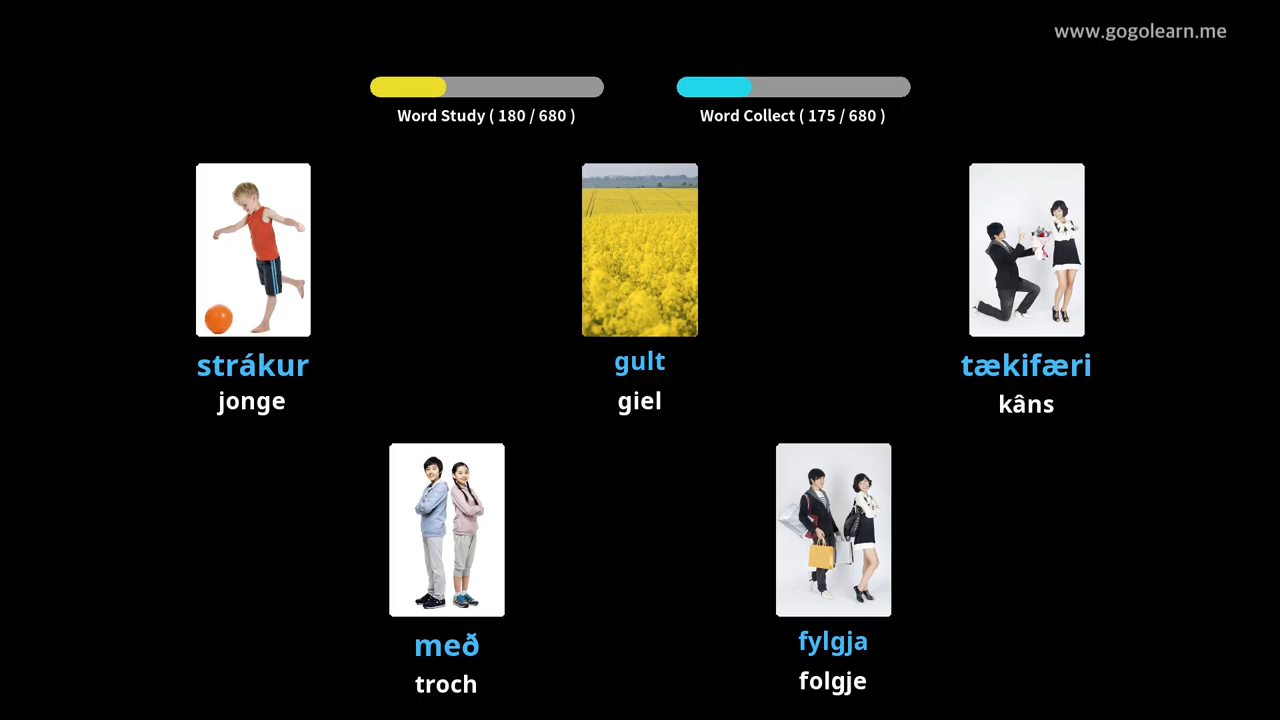 www.gogolearn.me
Word Study ( 180 / 680 )
Word Collect ( 175 / 680 )
strákur
jonge
gult
giel
tækifæri
kâns
með
troch
fylgja
folgje